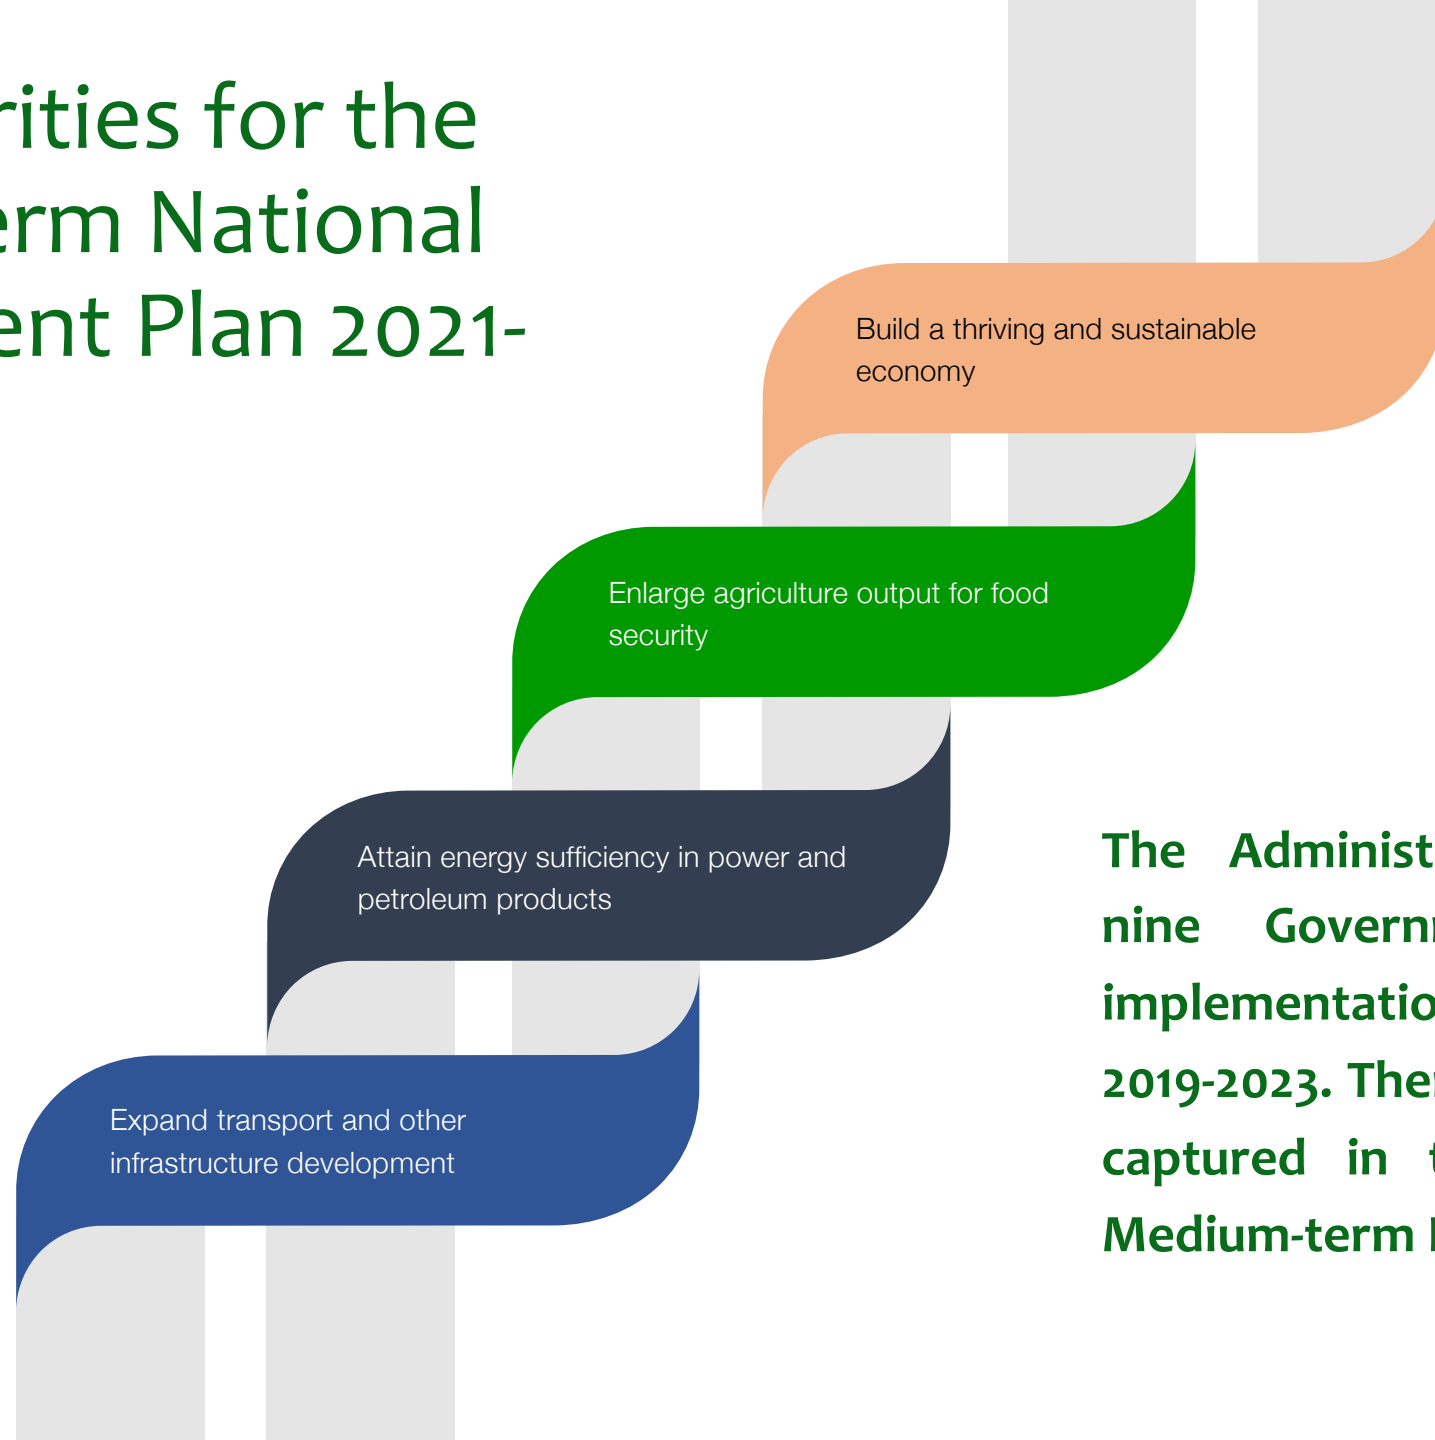 rities for the
erm National
ent Plan 2021-
Build a thriving and sustainable
economy
Enlarge agriculture output for food
security
Attain energy sufficiency in power and
petroleum products
Expand transport and other
infrastructure development
The Administ
nine Govern
implementatio
2019-2023. Ther
captured in t
Medium-term